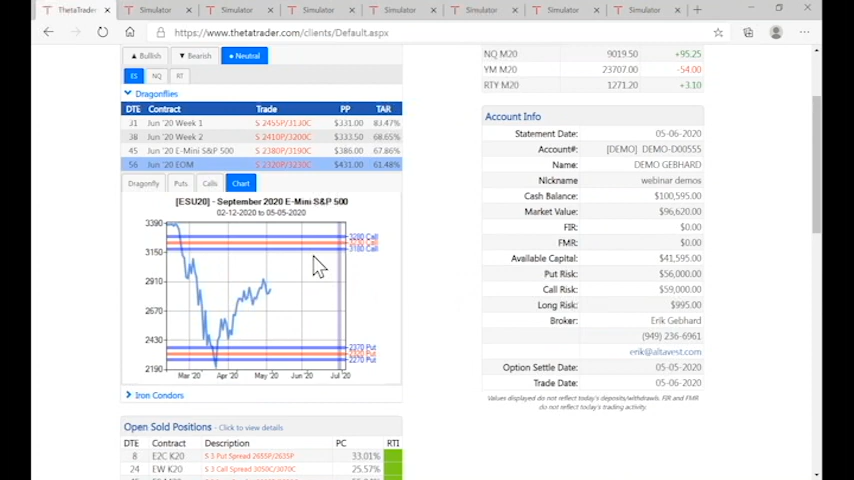 ThetaTrader
Simulator
Simulator
Simulator
Simulator
Simulator
Simulator
Simulator
https://www.thetatrader.com/clients/Default.aspx
▲ Bullish
▼ Bearish
● Neutral
ES
NQ
RT
Dragonflies
DTE Contract Trade PP TAR
31 Jun '20 Week 1 S 2455P/3130C $331.00 83.47%
38 Jun '20 Week 2 S 2410P/3200C $333.50 68.65%
45 Jun '20 E-Mini S&P 500 S 2380P/3190C $386.00 67.86%
56 Jun '20 EOM S 2320P/3230C $431.00 61.48%
Dragonfly
Puts
Calls
Chart
[ESU20] - September 2020 E-Mini S&P 500
02-12-2020 to 05-05-2020
3390
3150
2910
2670
2430
2190
3280 Call
3180 Call
2370 Put
2270 Put
Mar '20
Apr '20
May '20
Jun '20
Jul '20
Iron Condors
Open Sold Positions - Click to view details
DTE Contract Description PC RTI
8 E2C K20 S 3 Put Spread 2655P/2635P 33.01%
24 EW K20 S 3 Call Spread 3050C/3070C 25.57%
NQ M20 9019.50 +95.25
YM M20 23707.00 -54.00
RTY M20 1271.20 +3.10
Account Info
Statement Date: 05-06-2020
Account#: [DEMO] DEMO-D00555
Name: DEMO GEBHARD
Nickname webinar demos
Cash Balance: $100,595.00
Market Value: $96,620.00
FIR: $0.00
FMR: $0.00
Available Capital: $41,595.00
Put Risk: $56,000.00
Call Risk: $59,000.00
Long Risk: $995.00
Broker: Erik Gebhard
(949) 236-6961
erik@altavest.com
Option Settle Date: 05-05-2020
Trade Date: 05-06-2020
Values displayed do not reflect today's deposits/withdrawls. FIR and FMR
do not reflect today's trading activity.